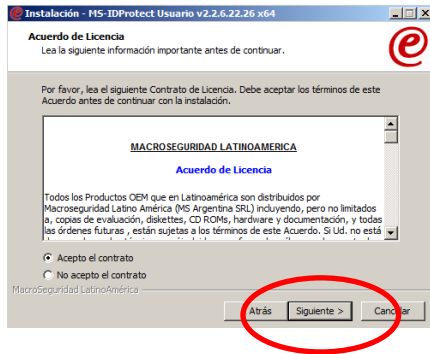 Instalación - MS-IDProtect Usuario v2.2.6.22.26 x64
Acuerdo de Licencia
Lea la siguiente información importante antes de continuar.
Por favor, lea el siguiente Contrato de Licencia. Debe aceptar los términos de este
Acuerdo antes de continuar con la instalación.
MACROSEGURIDAD LATINOAMERICA
Acuerdo de Licencia
Todos los Productos OEM que en Latinoamérica son distribuidos por
Macroseguridad Latino América (MS Argentina SRL) incluyendo, pero no limitados
a, copias de evaluación, diskettes, CD ROMs, hardware y documentación, y todas
las órdenes futuras , están sujetas a los términos de este Acuerdo. Si Ud. no está
Acepto el contrato
No acepto el contrato
MacroSeguridad LatinoAmérica
Atrás
Siguiente >
Cancelar